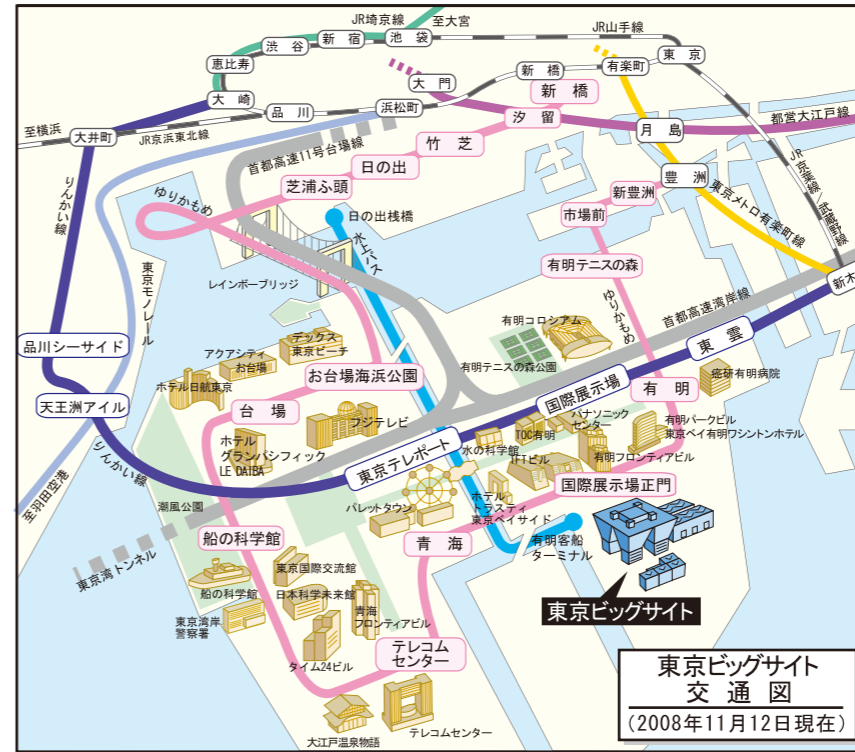 JR埼京線
至大宮
JR山手線
渋谷
新宿
池袋
恵比寿
東京
有楽町
新橋
大門
新橋
大崎
品川
浜松町
汐留
都営大江戸線
至横浜
大井町
JR京浜東北線
首都高速11号台場線
竹芝
月島
日の出
芝浦ふ頭
豊洲
新豊洲
JR京葉線
武蔵野線
東京メトロ有楽町線
りんかい線
ゆりかもめ
日の出桟橋
水上バス
市場前
有明テニスの森
ゆりかもめ
新木
首都高速湾岸線
東京モノレール
レインボーブリッジ
品川シーサイド
アクアシティ
お台場
デックス
東京ビーチ
有明コロシアム
有明テニスの森公園
東雲
国際展示場
有明
癌研有明病院
お台場海浜公園
ホテル日航東京
天王洲アイル
台場
フジテレビ
ホテル
グランパシフィック
LE DAIBA
パナソニック
センター
TOC有明
有明パークビル
東京ベイ有明ワシントンホテル
水の科学館
TFTビル
有明フロンティアビル
東京テレポート
りんかい線
至羽田空港
潮風公園
パレットタウン
ホテル
トラスティ
東京ベイサイド
国際展示場正門
東京湾トンネル
船の科学館
青海
有明客船
ターミナル
東京国際交流館
船の科学館
日本科学未来館
青海
フロンティアビル
東京湾岸
警察署
東京ビッグサイト
タイム24ビル
テレコム
センター
大江戸温泉物語
テレコムセンター
東京ビッグサイト
交通図
(2008年11月12日現在)